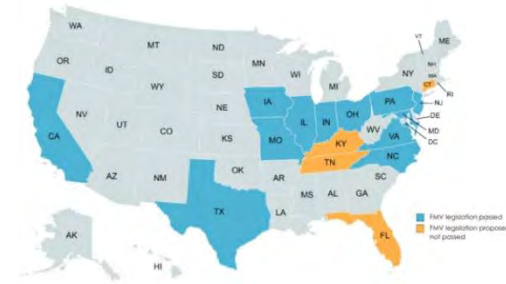 WA
MT
ND
MN
VT
ME
OR
ID
SD
WI
MI
NY
NH
MA
CT
RI
WY
NE
IA
PA
NJ
NV
UT
CO
KS
MO
IL
IN
OH
WV
VA
DE
MD
DC
CA
KY
NC
TN
AZ
NM
OK
AR
SC
MS
AL
GA
TX
LA
FL
AK
HI
FMV legislation passed
FMV legislation propose
not passed